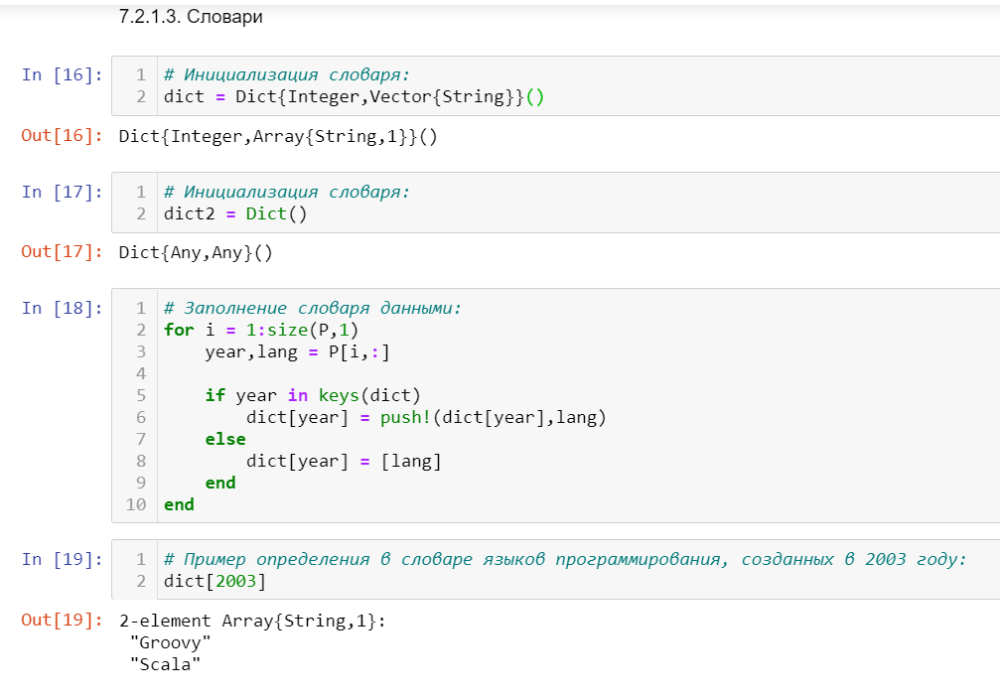 7.2.1.3. Словари
In [16]:
1 # Инициализация словаря:
2 dict = Dict{Integer,Vector{String}}()
Out[16]: Dict{Integer,Array{String,1}}()
In [17]:
1 # Инициализация словаря:
2 dict2 = Dict()
Out[17]: Dict{Any,Any}()
In [18]:
1 # Заполнение словаря данными:
2 for i = 1:size(P,1)
3     year,lang = P[i,:]
4
5     if year in keys(dict)
6         dict[year] = push!(dict[year],lang)
7     else
8         dict[year] = [lang]
9     end
10 end
In [19]:
1 # Пример определения в словаре языков программирования, созданных в 2003 году:
2 dict[2003]
Out[19]: 2-element Array{String,1}:
 "Groovy"
 "Scala"